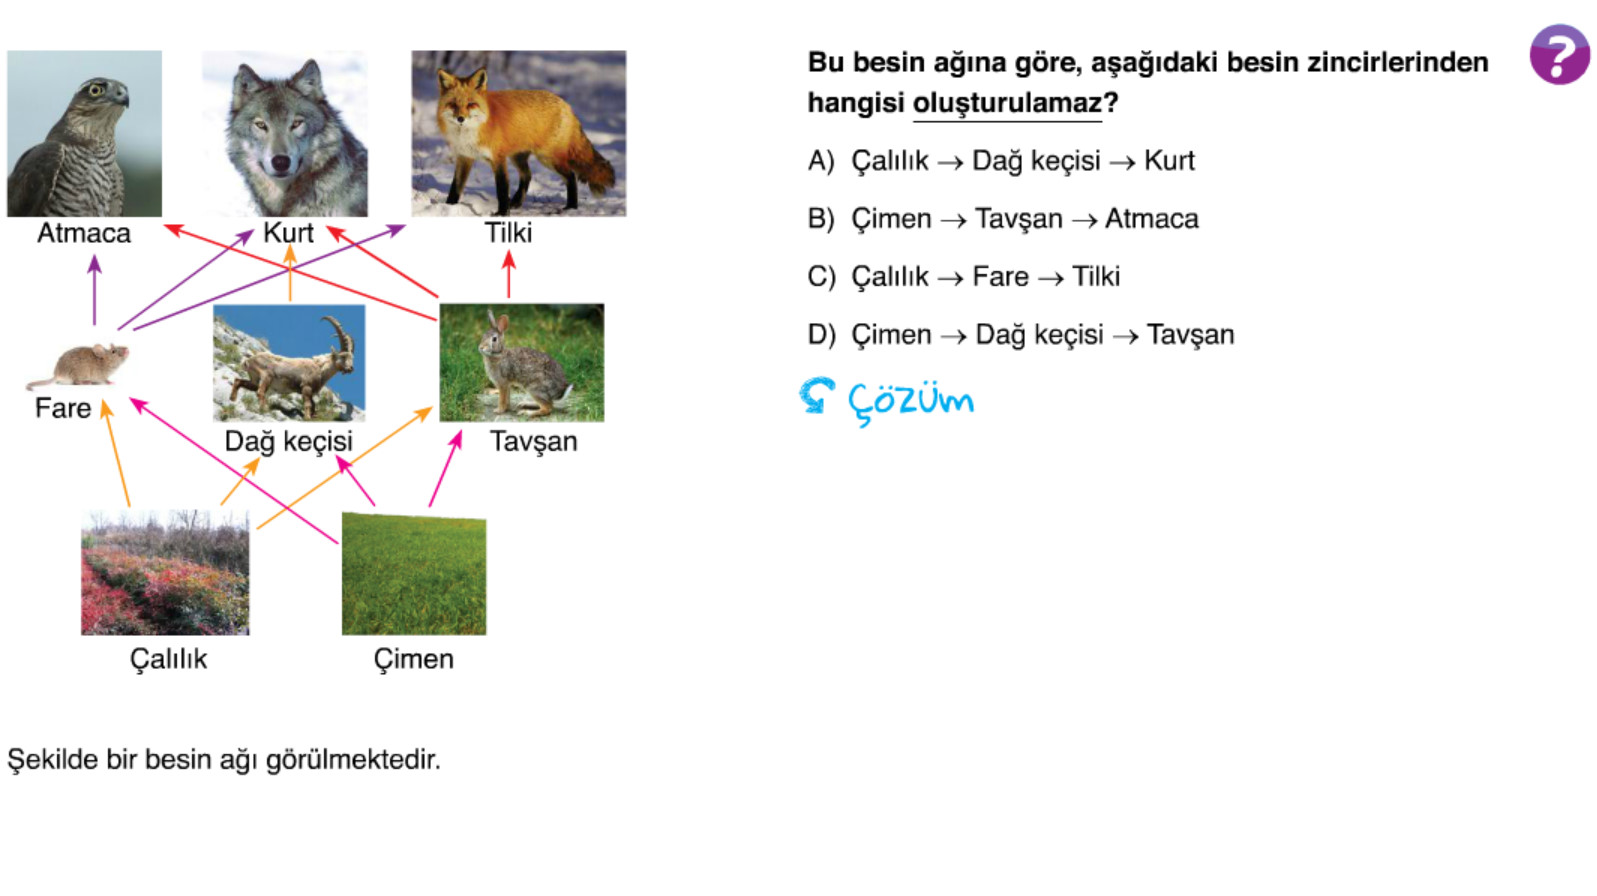 Atmaca
Kurt
Tilki
Fare
Dağ keçisi
Tavşan
Çalılık
Çimen
Şekilde bir besin ağı görülmektedir.
?
Bu besin ağına göre, aşağıdaki besin zincirlerinden
hangisi oluşturulamaz?
A) Çalılık → Dağ keçisi → Kurt
B) Çimen → Tavşan → Atmaca
C) Çalılık → Fare → Tilki
D) Çimen → Dağ keçisi → Tavşan
Çözüm